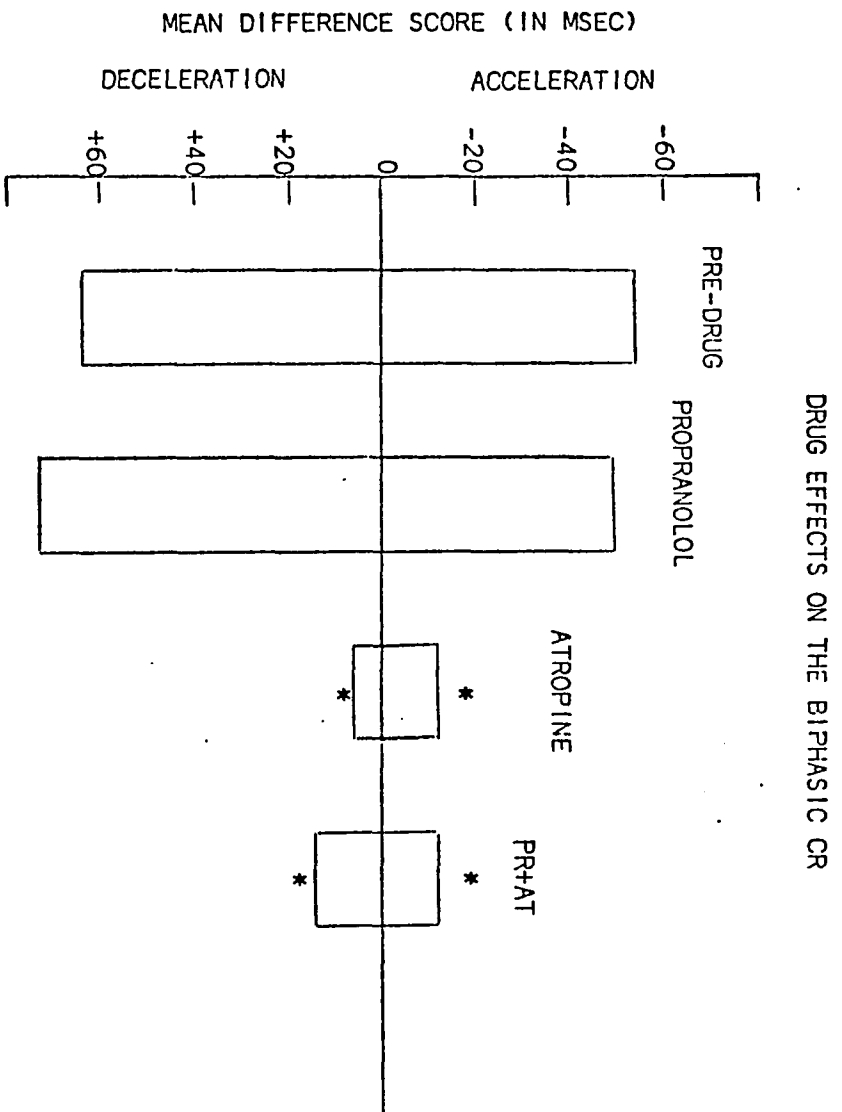 DRUG EFFECTS ON THE BIPHASIC CR
MEAN DIFFERENCE SCORE (IN MSEC)
DECELERATION
ACCELERATION
-60
-40
-20
0
+20
+40
+60
PRE-DRUG
PROPRANOLOL
ATROPINE
*
*
PR+AT
*
*